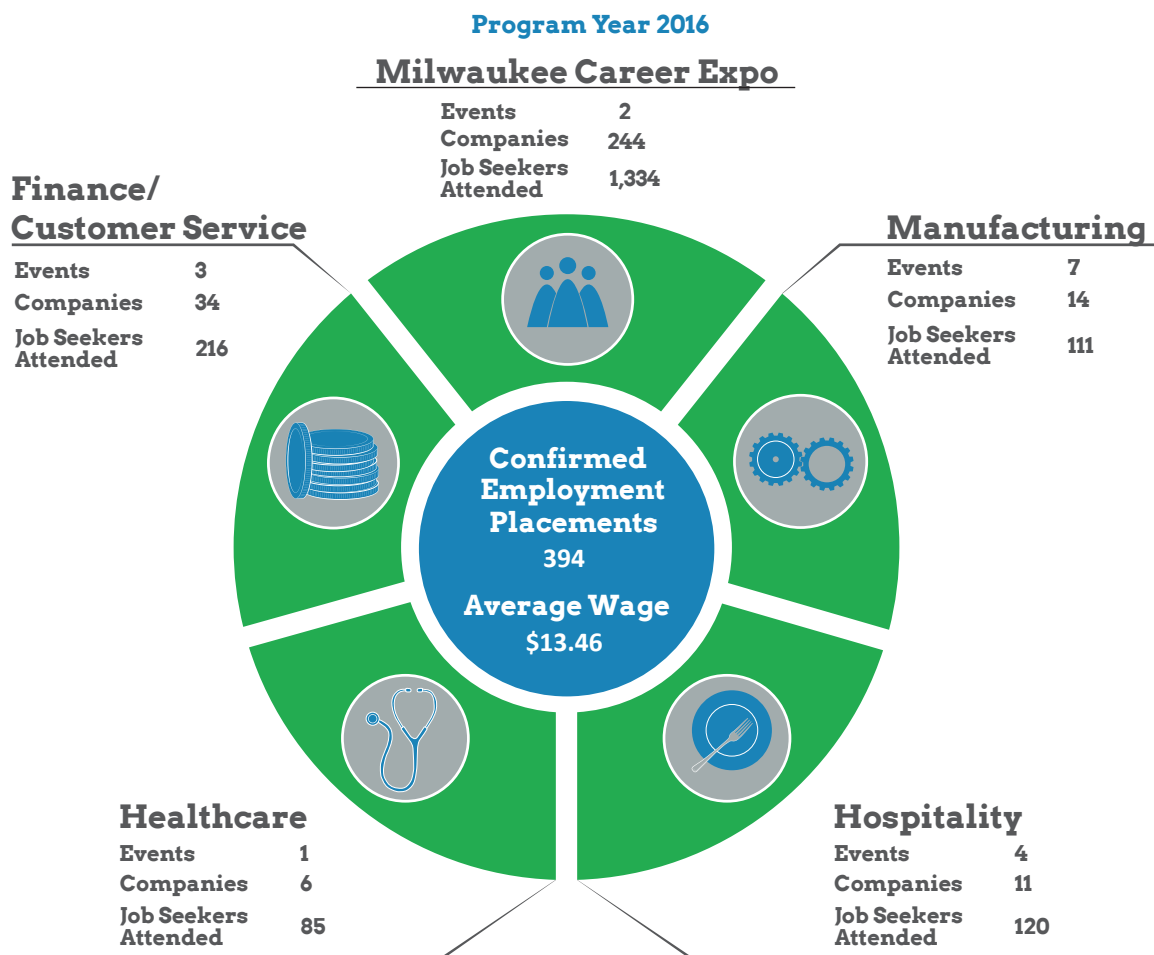 Program Year 2016
Milwaukee Career Expo
Events 2
Companies 244
Job Seekers
Attended 1,334
Finance/
Customer Service
Events 3
Companies 34
Job Seekers
Attended 216
Manufacturing
Events 7
Companies 14
Job Seekers
Attended 111
Confirmed
Employment
Placements
394
Average Wage
$13.46
Healthcare
Events 1
Companies 6
Job Seekers
Attended 85
Hospitality
Events 4
Companies 11
Job Seekers
Attended 120